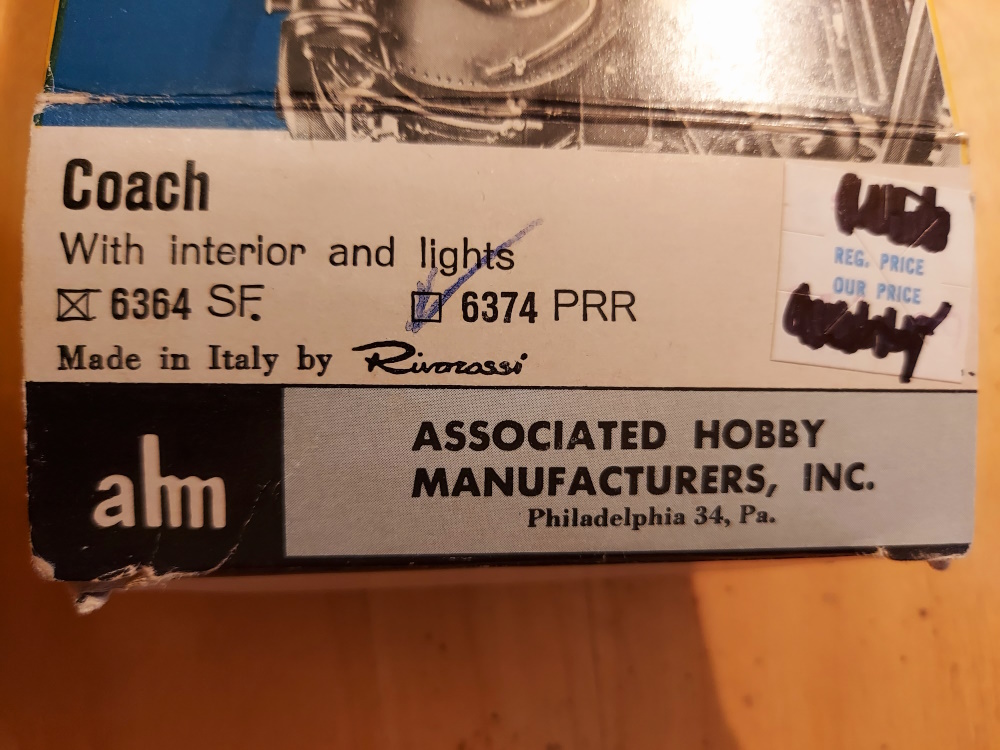 Coach
With interior and lights
6364 SF.
6374 PRR
Made in Italy by Rivarossi
REG. PRICE
OUR PRICE
ahm
ASSOCIATED HOBBY
MANUFACTURERS, INC.
Philadelphia 34, Pa.